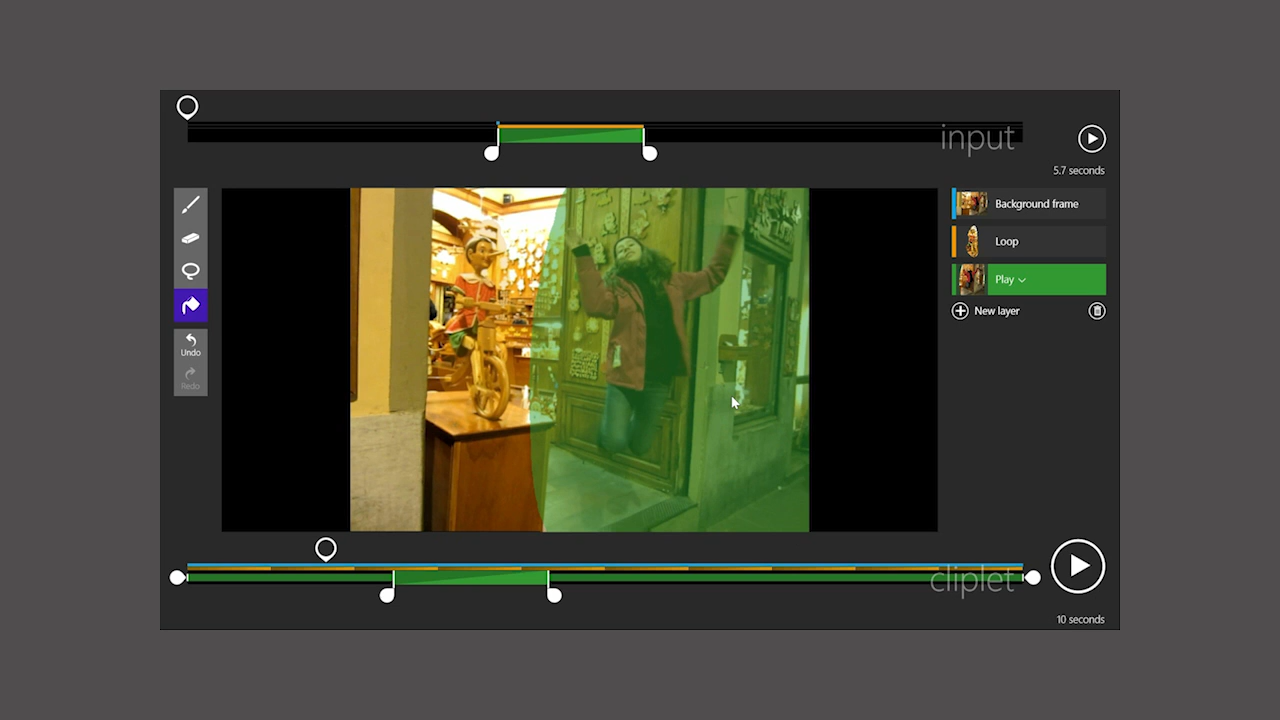 input
5.7 seconds
Background frame
Loop
Play
New layer
Undo
Redo
cliplet
10 seconds